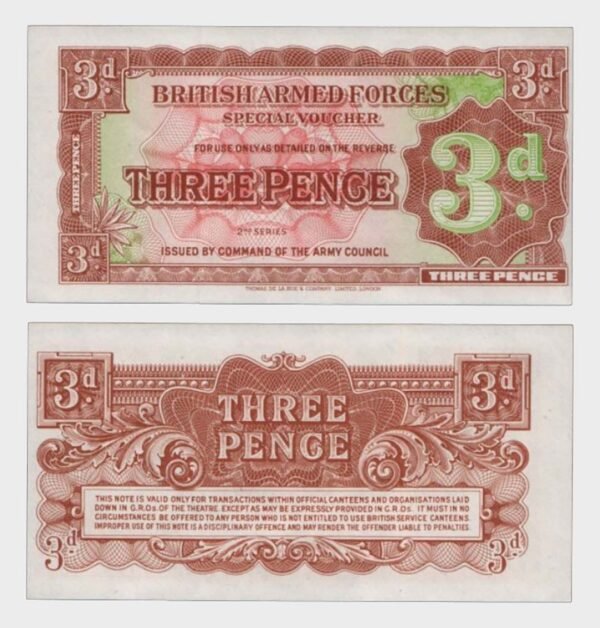 3d
3d
BRITISH ARMED FORCES
SPECIAL VOUCHER
FOR USE ONLY AS DETAILED ON THE REVERSE
THREE PENCE
THREE PENCE
3d
2ND SERIES
ISSUED BY COMMAND OF THE ARMY COUNCIL
3d
THREE PENCE
THOMAS DE LA RUE & COMPANY, LIMITED, LONDON
3d
3d
THREE
PENCE
THIS NOTE IS VALID ONLY FOR TRANSACTIONS WITHIN OFFICIAL CANTEENS AND ORGANISATIONS LAID
DOWN IN G.R.Os. OF THE THEATRE. EXCEPT AS MAY BE EXPRESSLY PROVIDED IN G.R.Os. IT MUST IN NO
CIRCUMSTANCES BE OFFERED TO ANY PERSON WHO IS NOT ENTITLED TO USE BRITISH SERVICE CANTEENS.
IMPROPER USE OF THIS NOTE IS A DISCIPLINARY OFFENCE AND MAY RENDER THE OFFENDER LIABLE TO PENALTIES.
3d
3d